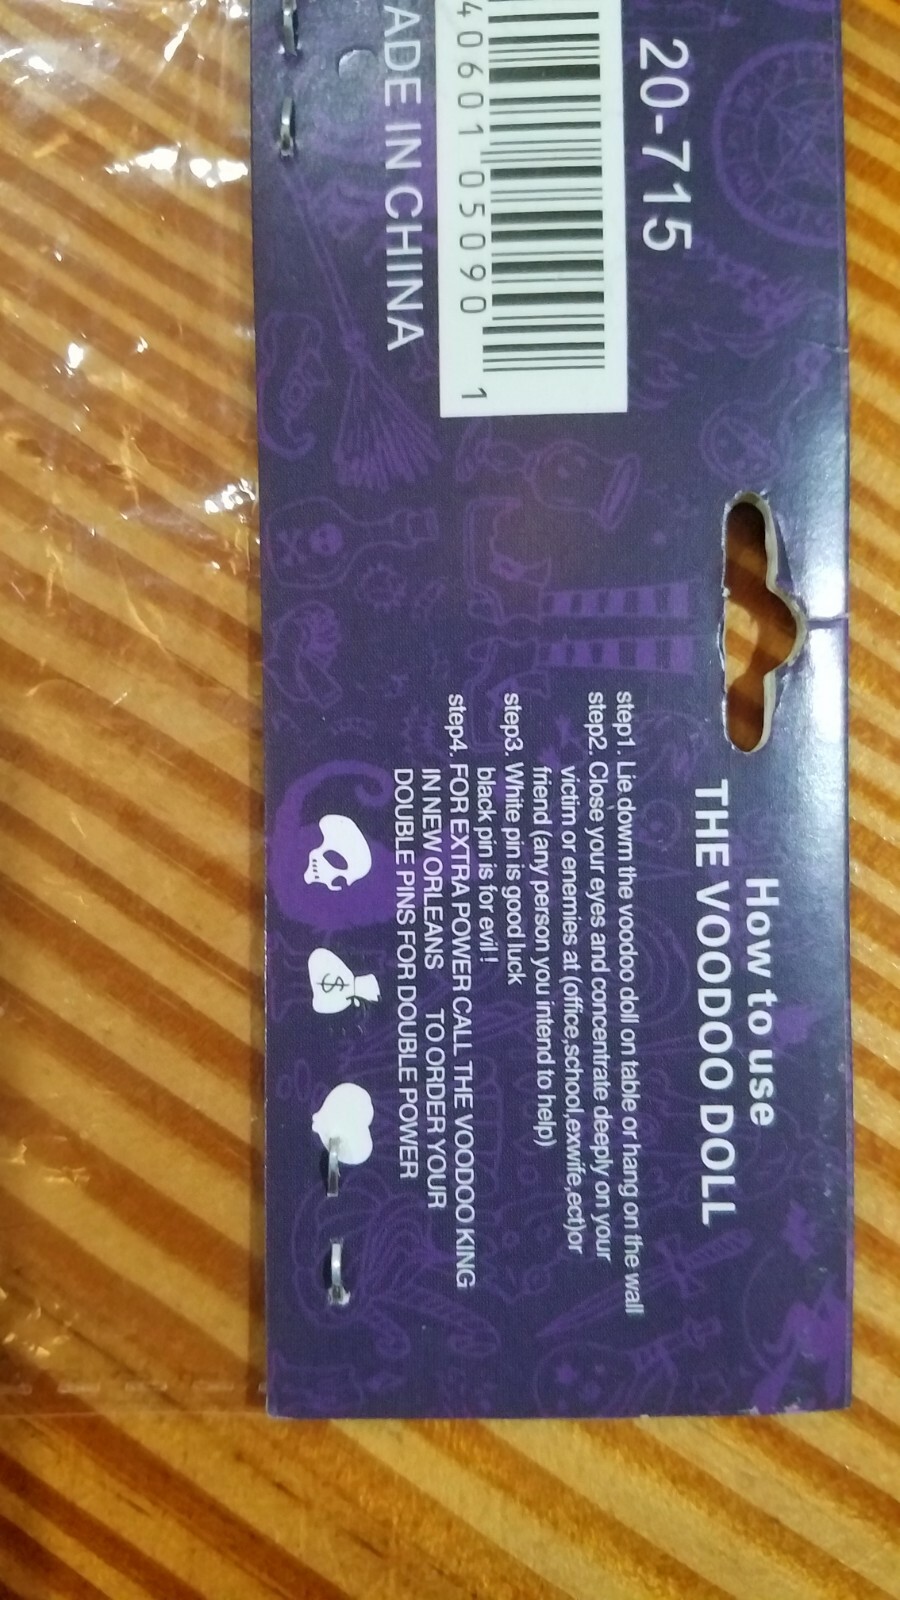 How to use
THE VOODOO DOLL
step1. Lie dowm the voodoo doll on table or hang on the wall
step2. Close your eyes and concentrate deeply on your
victim or enemies at (office,school,exwife,ect)or
friend (any person you intend to help)
step3. White pin is good luck
black pin is for evil!
step4. FOR EXTRA POWER CALL THE VOODOO KING
IN NEW ORLEANS TO ORDER YOUR
DOUBLE PINS FOR DOUBLE POWER
$
20-715
40601 05090 1
ADE IN CHINA